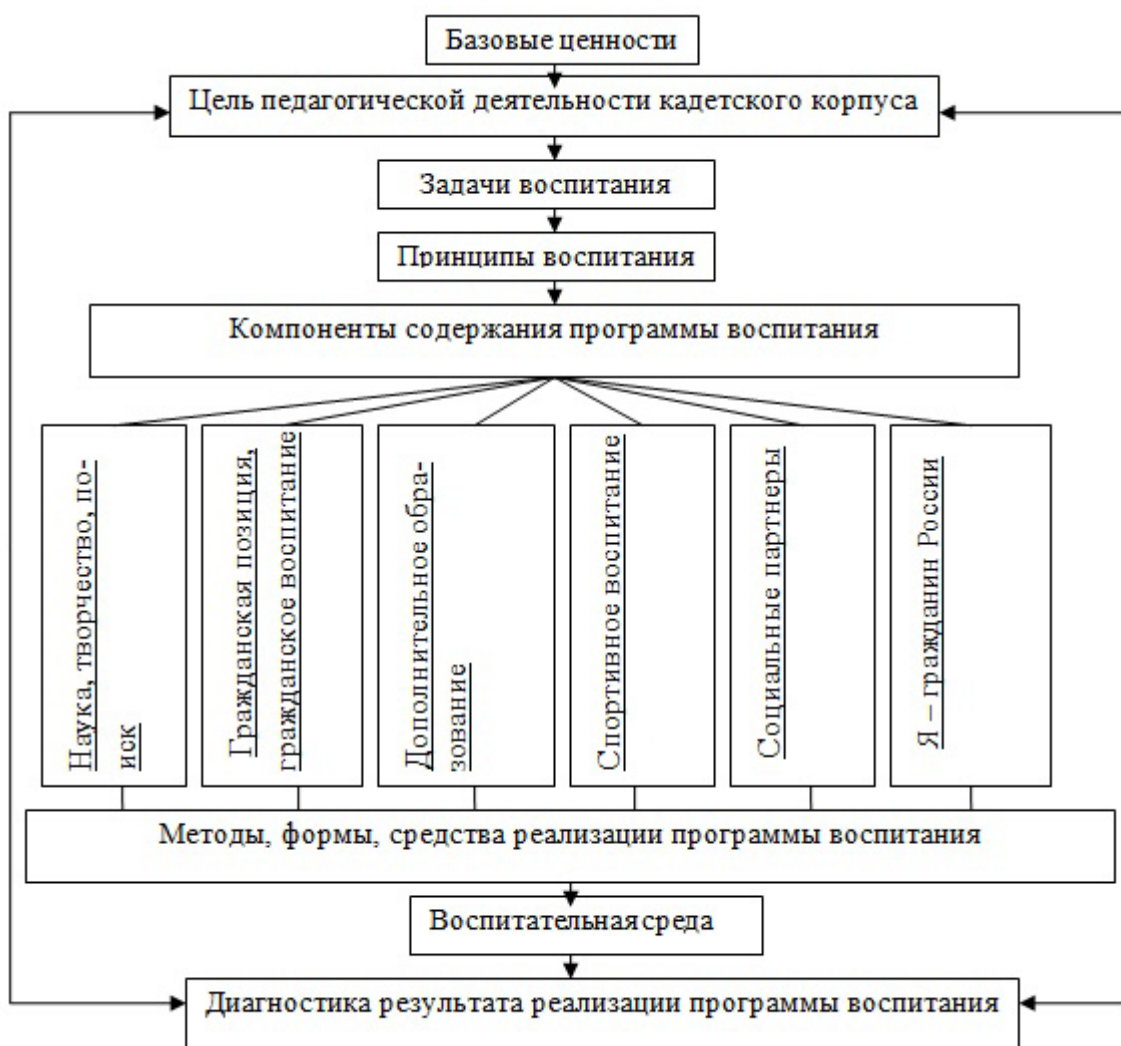 Базовые ценности
Цель педагогической деятельности кадетского корпуса
Задачи воспитания
Принципы воспитания
Компоненты содержания программы воспитания
Наука, творчество, по-
иск
Гражданская позиция,
гражданское воспитание
Дополнительное обра-
зование
Спортивное воспитание
Социальные партнеры
Я – гражданин России
Методы, формы, средства реализации программы воспитания
Воспитательная среда
Диагностика результата реализации программы воспитания